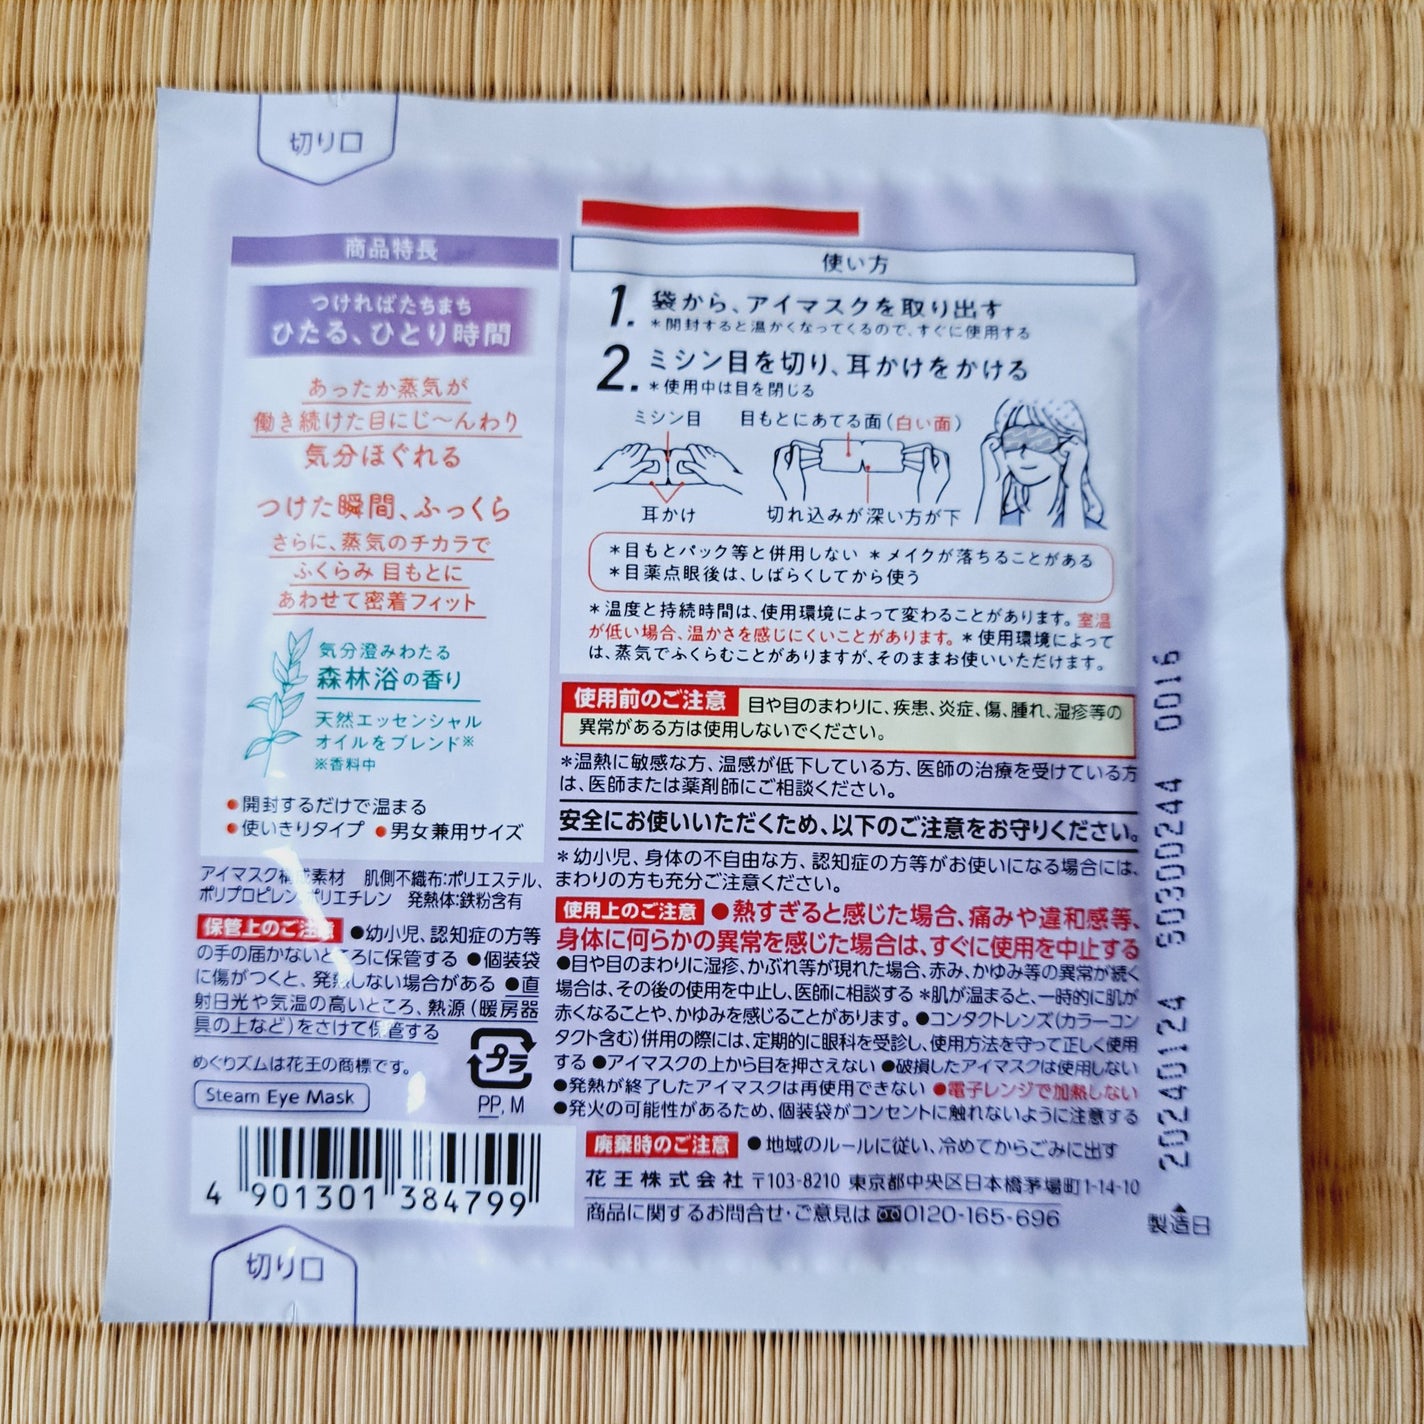 切り口
商品特長
つければたちまち
ひたる、ひとり時間
あったか蒸気が
働き続けた目にじ〜んわり
気分ほぐれる
つけた瞬間、ふっくら
さらに、蒸気のチカラで
ふくらみ 目もとに
あわせて密着フィット
気分澄みわたる
森林浴の香り
天然エッセンシャル
オイルをブレンド※
※香料中
●開封するだけで温まる
●使いきりタイプ ●男女兼用サイズ
アイマスク構成素材 肌側不織布:ポリエステル、
ポリプロピレン、ポリエチレン 発熱体:鉄粉含有
保管上のご注意 ●幼小児、認知症の方等
の手の届かないところに保管する ●個装袋
に傷がつくと、発熱しない場合がある ●直
射日光や気温の高いところ、熱源(暖房器
具の上など)をさけて保管する
めぐりズムは花王の商標です。
Steam Eye Mask
プラ
PP, M
4 901301 384799
切り口
使い方
1. 袋から、アイマスクを取り出す
＊開封すると温かくなってくるので、すぐに使用する
2. ミシン目を切り、耳かけをかける
＊使用中は目を閉じる
ミシン目 目もとにあてる面(白い面)
耳かけ 切れ込みが深い方が下
＊目もとパック等と併用しない ＊メイクが落ちることがある
＊目薬点眼後は、しばらくしてから使う
＊温度と持続時間は、使用環境によって変わることがあります。室温
が低い場合、温かさを感じにくいことがあります。＊使用環境によって
は、蒸気でふくらむことがありますが、そのままお使いいただけます。
使用前のご注意 目や目のまわりに、疾患、炎症、傷、腫れ、湿疹等の
異常がある方は使用しないでください。
＊温熱に敏感な方、温感が低下している方、医師の治療を受けている方
は、医師または薬剤師にご相談ください。
安全にお使いいただくため、以下のご注意をお守りください。
＊幼小児、身体の不自由な方、認知症の方等がお使いになる場合には、
まわりの方も充分ご注意ください。
使用上のご注意 ●熱すぎると感じた場合、痛みや違和感等、
身体に何らかの異常を感じた場合は、すぐに使用を中止する
●目や目のまわりに湿疹、かぶれ等が現れた場合、赤み、かゆみ等の異常が続く
場合は、その後の使用を中止し、医師に相談する ＊肌が温まると、一時的に肌が
赤くなることや、かゆみを感じることがあります。●コンタクトレンズ(カラーコン
タクト含む)併用の際には、定期的に眼科を受診し、使用方法を守って正しく使用
する ●アイマスクの上から目を押さえない ●破損したアイマスクは使用しない
●発熱が終了したアイマスクは再使用できない ●電子レンジで加熱しない
●発火の可能性があるため、個装袋がコンセントに触れないように注意する
廃棄時のご注意 ●地域のルールに従い、冷めてからごみに出す
花王株式会社 〒103-8210 東京都中央区日本橋茅場町1-14-10
商品に関するお問合せ・ご意見は 0120-165-696
20240124 S0300244 0016
▲
製造日